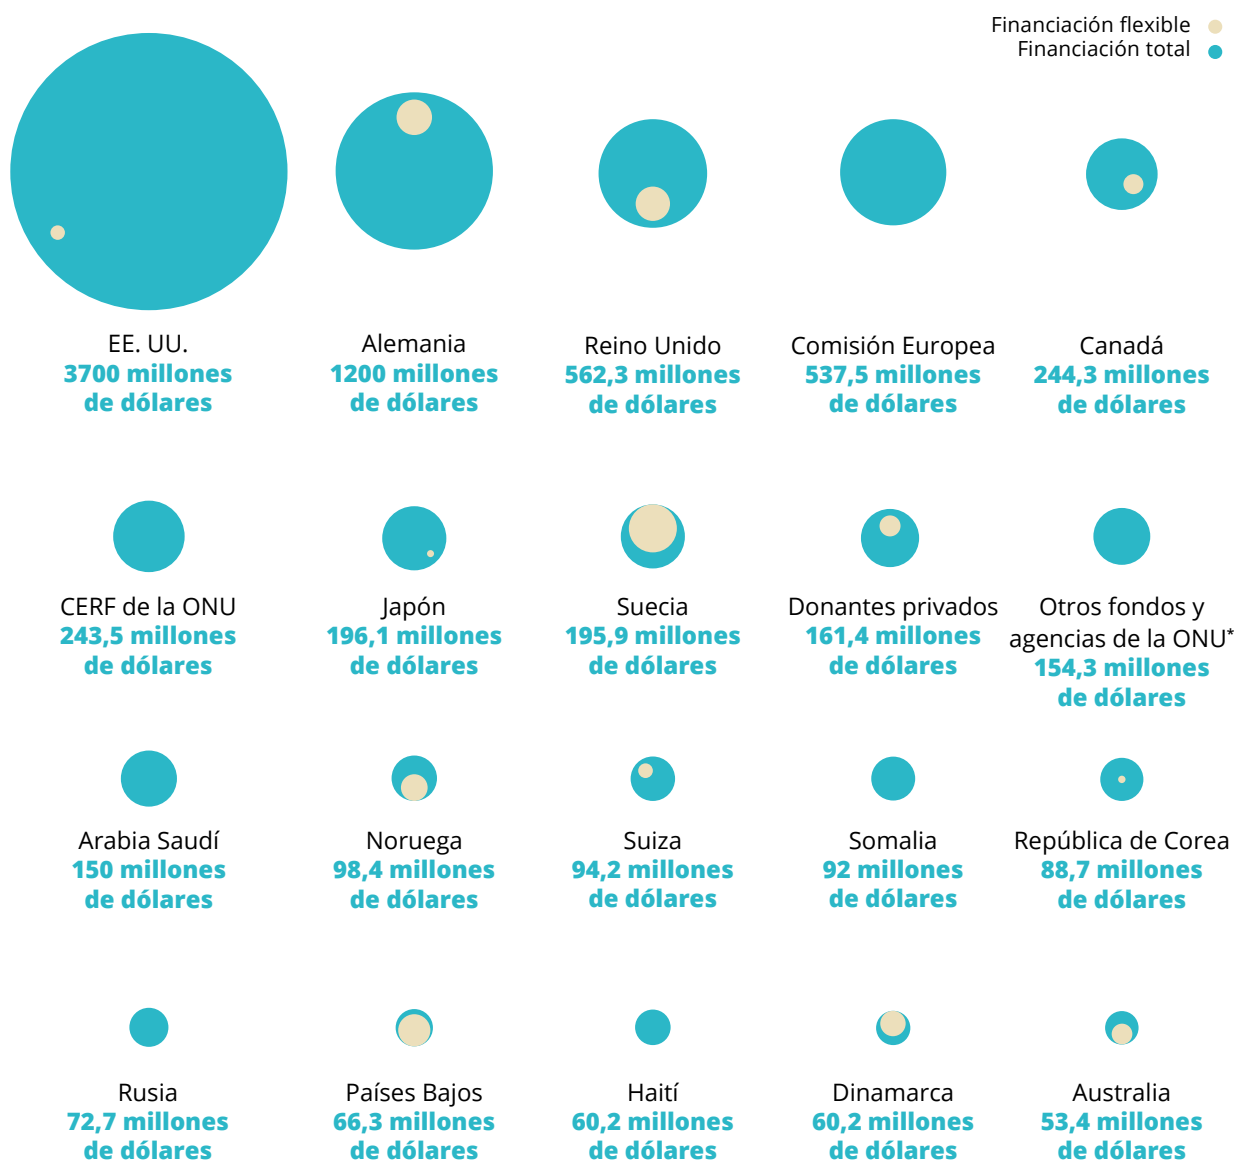 Financiación flexible
Financiación total
EE. UU.
3700 millones
de dólares
Alemania
1200 millones
de dólares
Reino Unido
562,3 millones
de dólares
Comisión Europea
537,5 millones
de dólares
Canadá
244,3 millones
de dólares
CERF de la ONU
243,5 millones
de dólares
Japón
196,1 millones
de dólares
Suecia
195,9 millones
de dólares
Donantes privados
161,4 millones
de dólares
Otros fondos y
agencias de la ONU*
154,3 millones
de dólares
Arabia Saudí
150 millones
de dólares
Noruega
98,4 millones
de dólares
Suiza
94,2 millones
de dólares
Somalia
92 millones
de dólares
República de Corea
88,7 millones
de dólares
Rusia
72,7 millones
de dólares
Países Bajos
66,3 millones
de dólares
Haití
60,2 millones
de dólares
Dinamarca
60,2 millones
de dólares
Australia
53,4 millones
de dólares